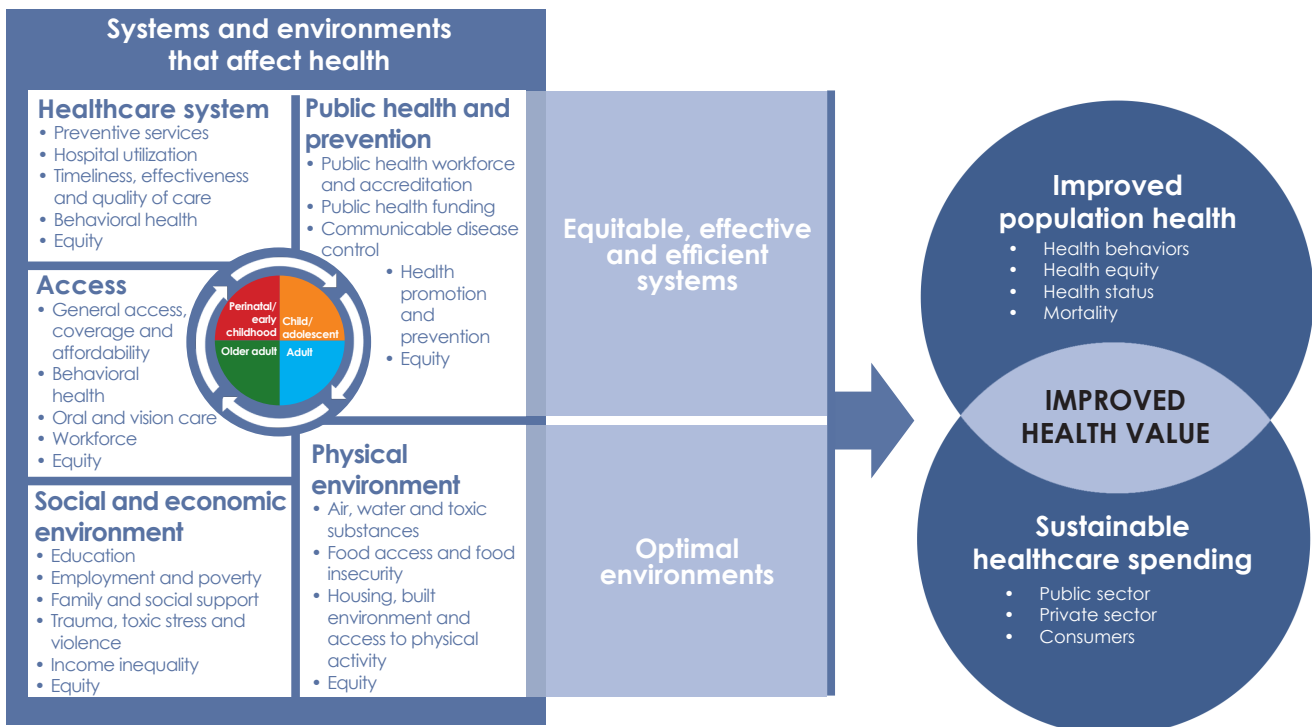 Systems and environments
that affect health
Healthcare system
• Preventive services
• Hospital utilization
• Timeliness, effectiveness
and quality of care
• Behavioral health
• Equity
Public health and
prevention
• Public health workforce
and accreditation
• Public health funding
• Communicable disease
control
• Health
promotion
and
prevention
• Equity
Access
• General access,
coverage and
affordability
• Behavioral
health
• Oral and vision care
• Workforce
• Equity
Perinatal/
early
childhood
Child/
adolescent
Older adult
Adult
Social and economic
environment
• Education
• Employment and poverty
• Family and social support
• Trauma, toxic stress and
violence
• Income inequality
• Equity
Physical
environment
• Air, water and toxic
substances
• Food access and food
insecurity
• Housing, built
environment and
access to physical
activity
• Equity
Equitable, effective
and efficient
systems
Optimal
environments
Improved
population health
• Health behaviors
• Health equity
• Health status
• Mortality
IMPROVED
HEALTH VALUE
Sustainable
healthcare spending
• Public sector
• Private sector
• Consumers